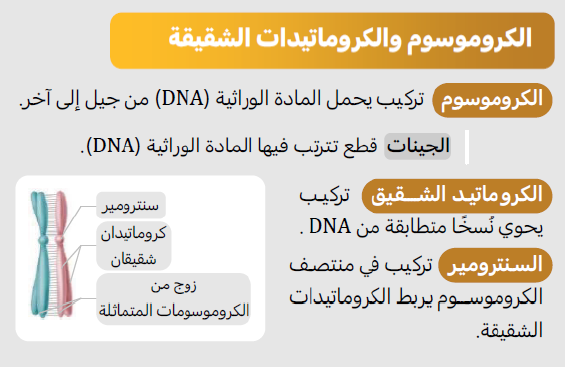 الكروموسوم والكروماتيدات الشقيقة
الكروموسوم تركيب يحمل المادة الوراثية (DNA) من جيل إلى آخر.
الجينات قطع تترتب فيها المادة الوراثية (DNA).
الكروماتيد الشقيق تركيب
يحوي نُسخًا متطابقة من DNA .
السنترومير تركيب في منتصف
الكروموسوم يربط الكروماتيدات
الشقيقة.
سنترومير
كروماتيدان
شقيقان
زوج من
الكروموسومات المتماثلة